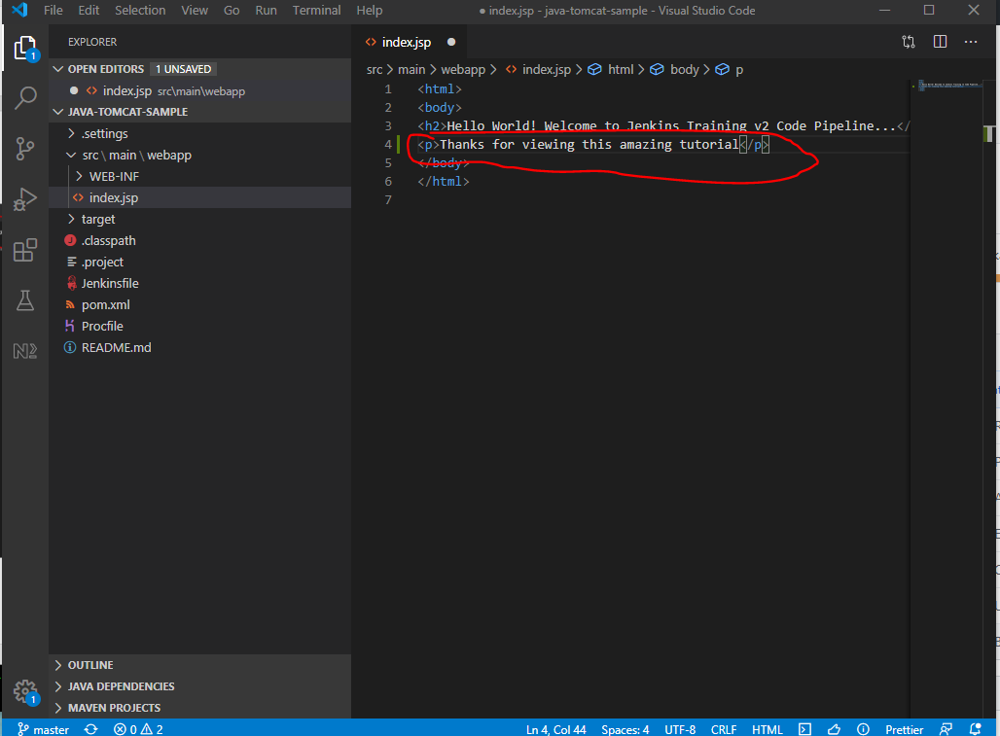 File Edit Selection View Go Run Terminal Help ● index.jsp - java-tomcat-sample - Visual Studio Code
EXPLORER
index.jsp
OPEN EDITORS 1 UNSAVED
src > main > webapp > index.jsp > html > body > p
index.jsp src\main\webapp
JAVA-TOMCAT-SAMPLE
.settings
src \ main \ webapp
WEB-INF
index.jsp
target
.classpath
.project
Jenkinsfile
pom.xml
Procfile
README.md
1 <html>
2 <body>
3 <h2>Hello World! Welcome to Jenkins Training v2 Code Pipeline...</
4 <p>Thanks for viewing this amazing tutorial</p>
5 </body>
6 </html>
7
1
OUTLINE
JAVA DEPENDENCIES
MAVEN PROJECTS
1
master 0 2 Ln 4, Col 44 Spaces: 4 UTF-8 CRLF HTML Prettier